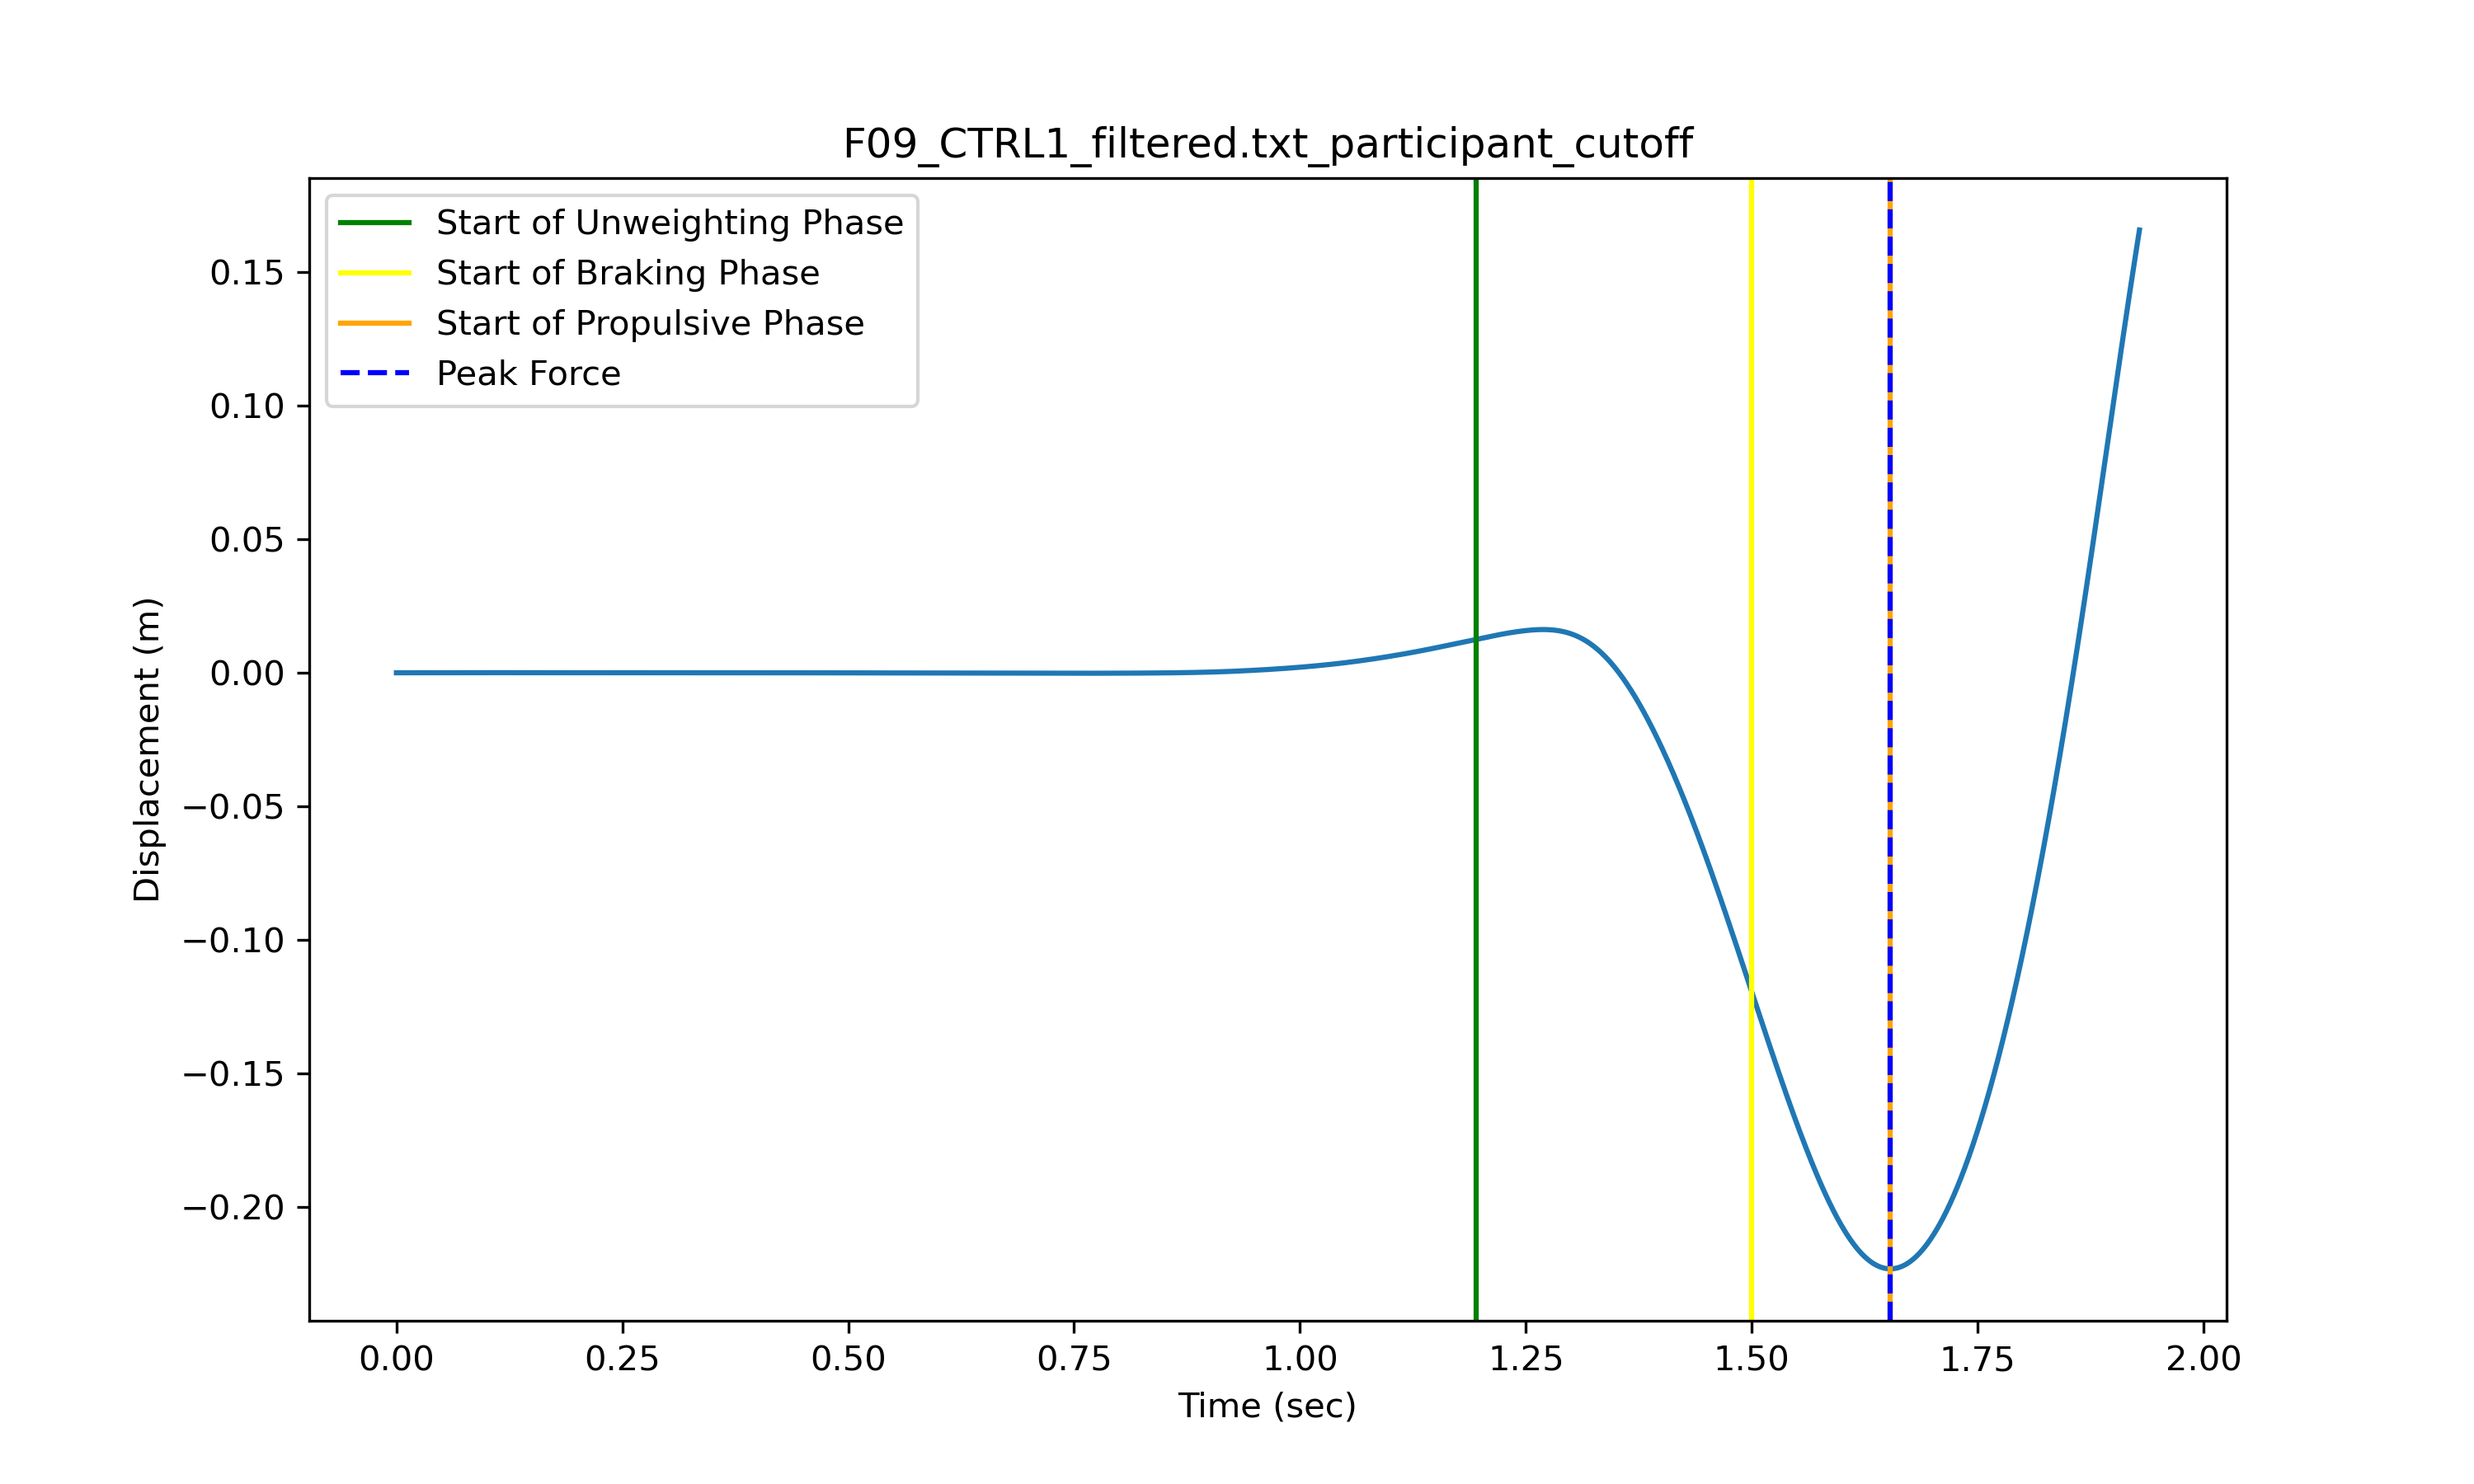 F09_CTRL1_filtered.txt_participant_cutoff
Start of Unweighting Phase
Start of Braking Phase
Start of Propulsive Phase
Peak Force
Displacement (m)
0.15
0.10
0.05
0.00
−0.05
−0.10
−0.15
−0.20
0.00 0.25 0.50 0.75 1.00 1.25 1.50 1.75 2.00
Time (sec)